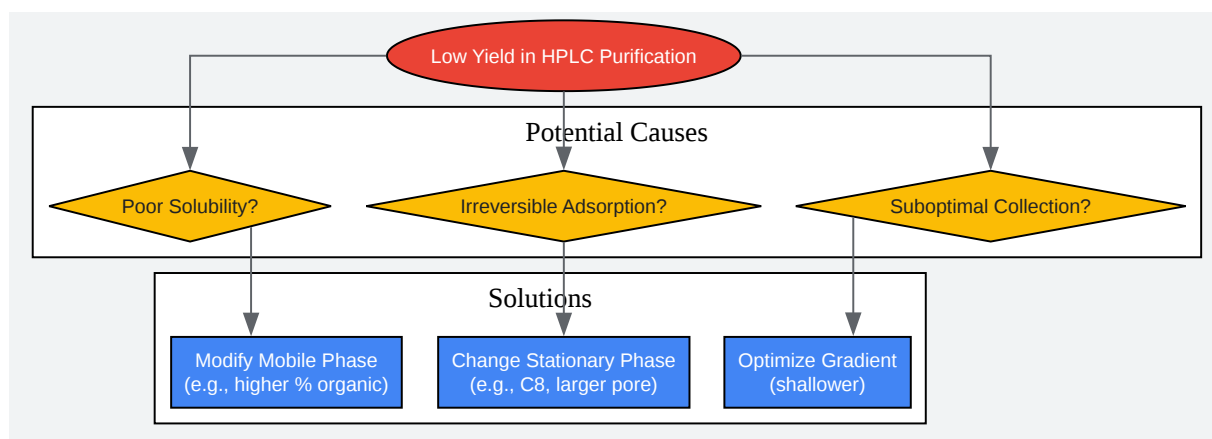 Low Yield in HPLC Purification
Potential Causes
Poor Solubility?
Irreversible Adsorption?
Suboptimal Collection?
Solutions
Modify Mobile Phase
(e.g., higher % organic)
Change Stationary Phase
(e.g., C8, larger pore)
Optimize Gradient
(shallower)